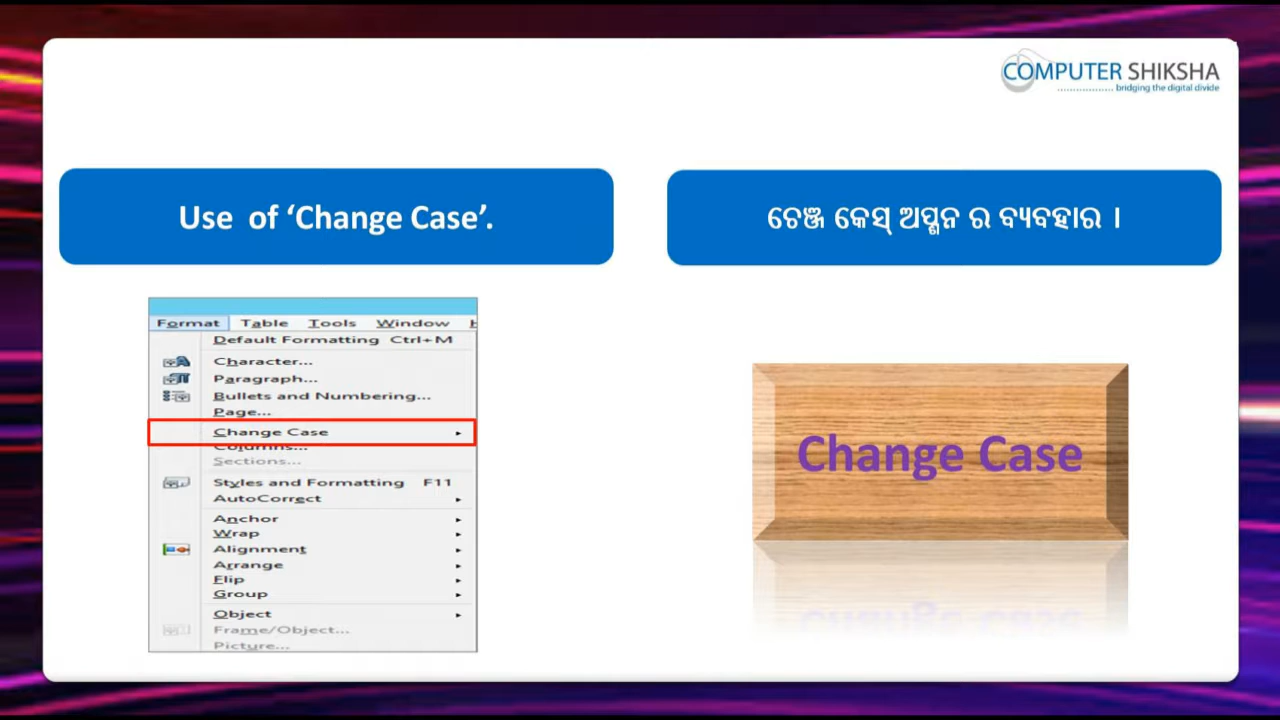 COMPUTER SHIKSHA
bridging the digital divide
Use of ‘Change Case’.
ଚେଞ୍ଜ କେସ୍ ଅପ୍ଶନ ର ବ୍ୟବହାର ।
Format Table Tools Window
Default Formatting Ctrl+M
Character...
Paragraph...
Bullets and Numbering...
Page...
Change Case
Columns...
Sections...
Styles and Formatting F11
AutoCorrect
Anchor
Wrap
Alignment
Arrange
Flip
Group
Object
Frame/Object...
Picture...
Change Case